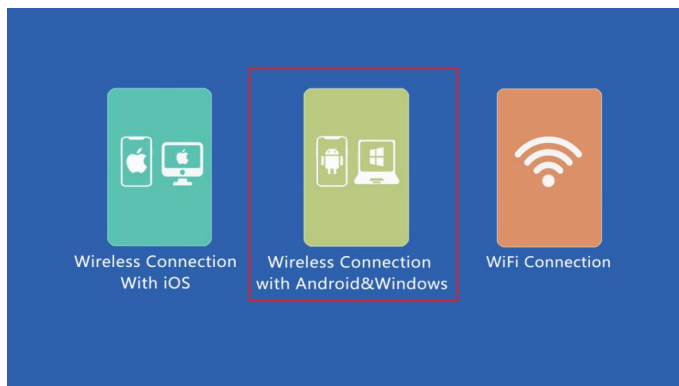 Wireless Connection
With iOS
Wireless Connection
with Android&Windows
WiFi Connection